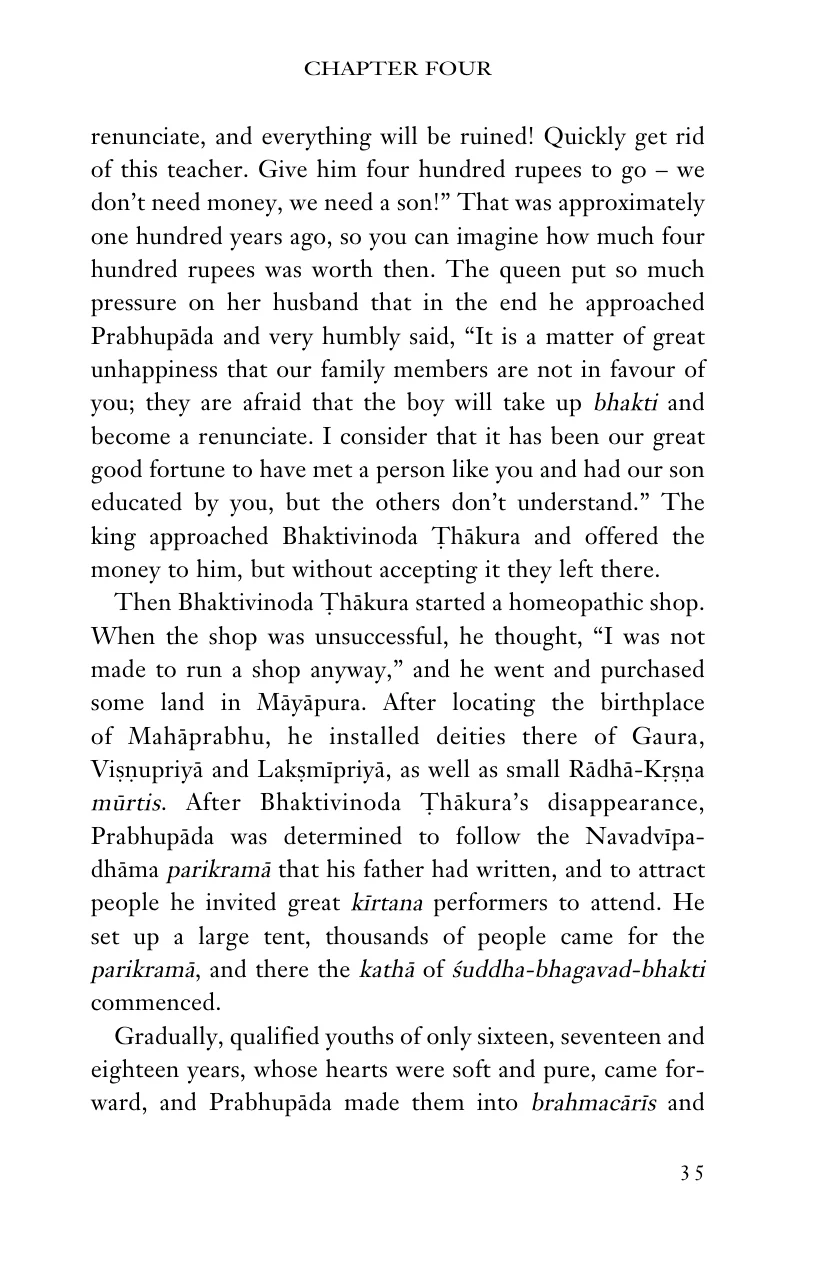 CHAPTER FOUR
renunciate, and everything will be ruined! Quickly get rid
of this teacher. Give him four hundred rupees to go – we
don’t need money, we need a son!” That was approximately
one hundred years ago, so you can imagine how much four
hundred rupees was worth then. The queen put so much
pressure on her husband that in the end he approached
Prabhupāda and very humbly said, “It is a matter of great
unhappiness that our family members are not in favour of
you; they are afraid that the boy will take up bhakti and
become a renunciate. I consider that it has been our great
good fortune to have met a person like you and had our son
educated by you, but the others don’t understand.” The
king approached Bhaktivinoda Ṭhākura and offered the
money to him, but without accepting it they left there.
Then Bhaktivinoda Ṭhākura started a homeopathic shop.
When the shop was unsuccessful, he thought, “I was not
made to run a shop anyway,” and he went and purchased
some land in Māyāpura. After locating the birthplace
of Mahāprabhu, he installed deities there of Gaura,
Viṣṇupriyā and Lakṣmīpriyā, as well as small Rādhā-Kṛṣṇa
mūrtis. After Bhaktivinoda Ṭhākura’s disappearance,
Prabhupāda was determined to follow the Navadvīpa-
dhāma parikramā that his father had written, and to attract
people he invited great kīrtana performers to attend. He
set up a large tent, thousands of people came for the
parikramā, and there the kathā of śuddha-bhagavad-bhakti
commenced.
Gradually, qualified youths of only sixteen, seventeen and
eighteen years, whose hearts were soft and pure, came for-
ward, and Prabhupāda made them into brahmacārīs and
35